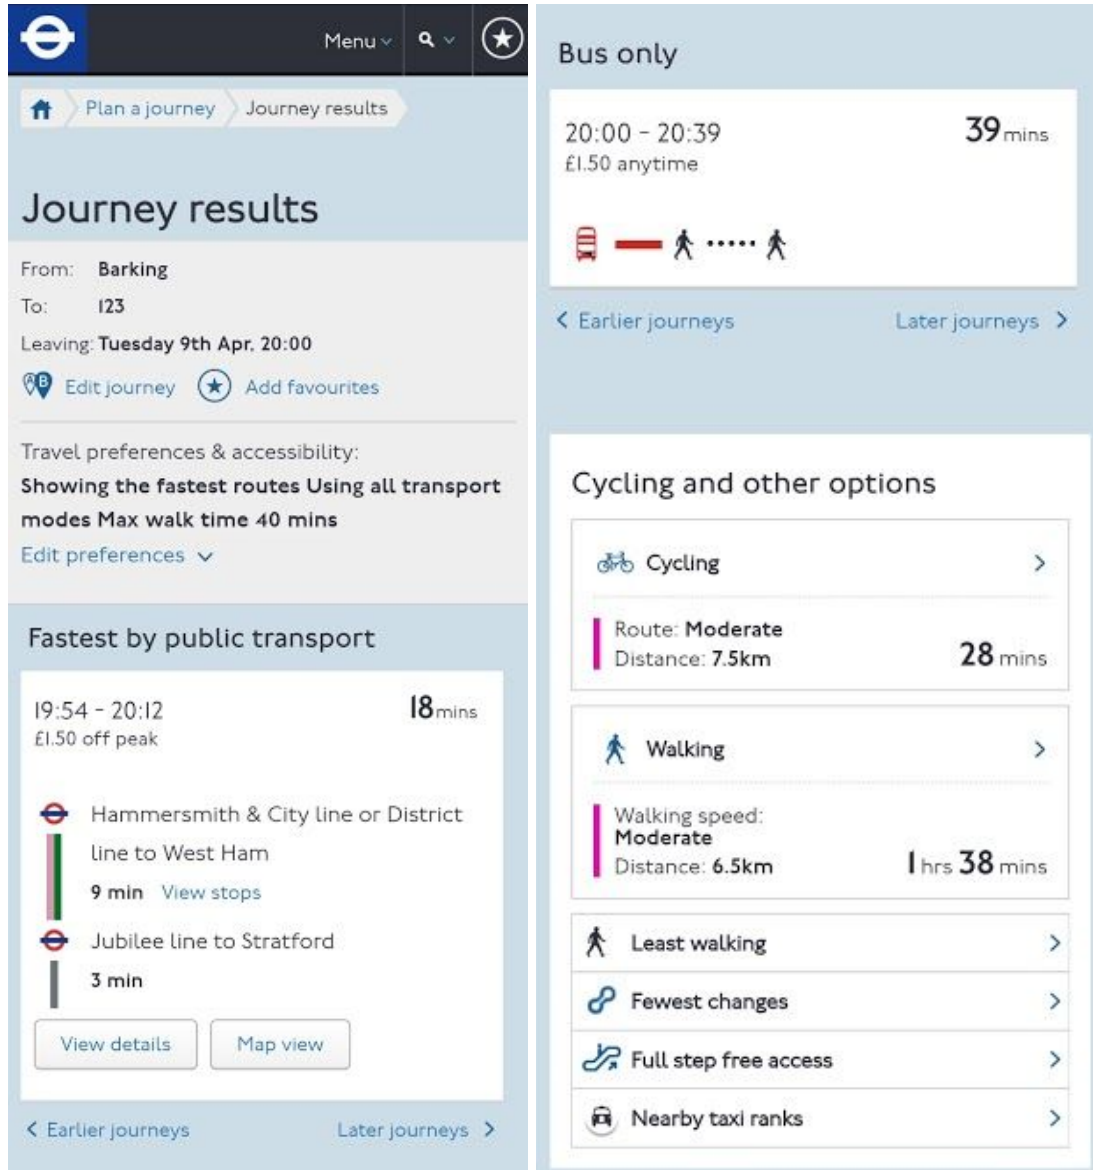 Menu
Plan a journey Journey results
Journey results
From: Barking
To: 123
Leaving: Tuesday 9th Apr, 20:00
A B Edit journey Add favourites
Travel preferences & accessibility:
Showing the fastest routes Using all transport
modes Max walk time 40 mins
Edit preferences
Fastest by public transport
19:54 - 20:12 18 mins
£1.50 off peak
Hammersmith & City line or District
line to West Ham
9 min View stops
Jubilee line to Stratford
3 min
View details Map view
Earlier journeys Later journeys
Bus only
20:00 - 20:39 39 mins
£1.50 anytime
Earlier journeys Later journeys
Cycling and other options
Cycling
Route: Moderate
Distance: 7.5km 28 mins
Walking
Walking speed:
Moderate
Distance: 6.5km 1 hrs 38 mins
Least walking
Fewest changes
Full step free access
Nearby taxi ranks